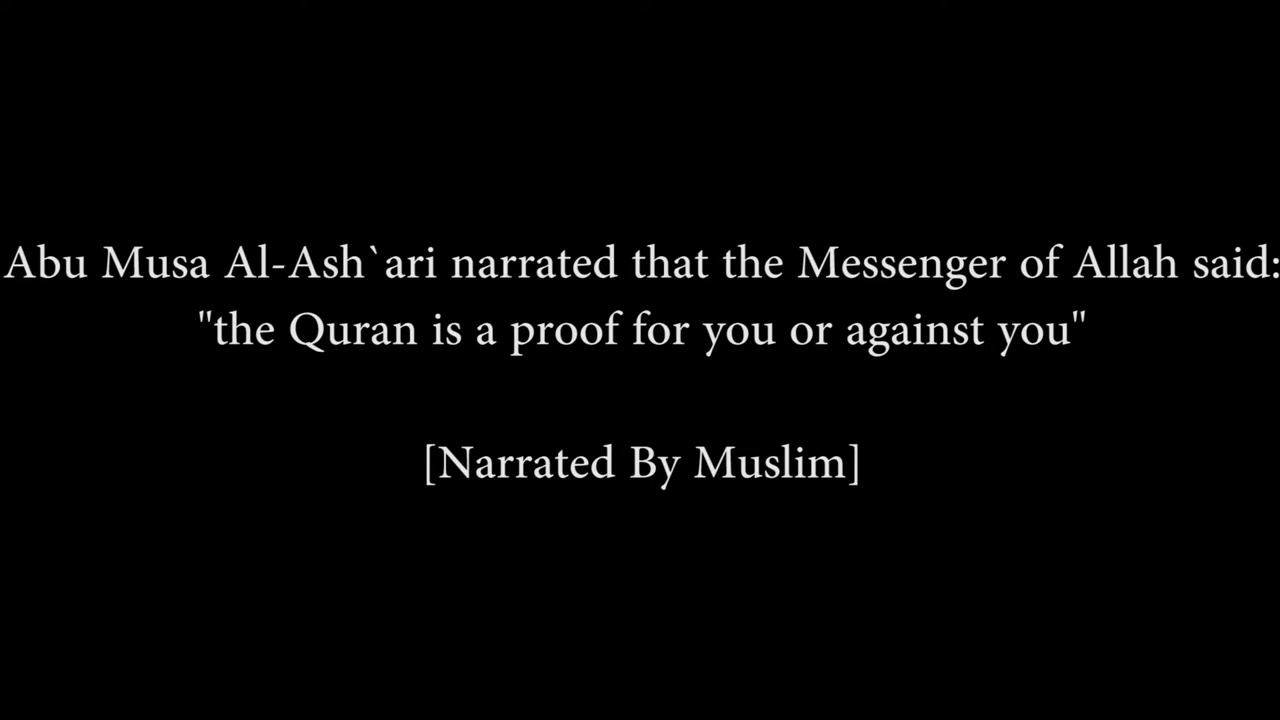 Abu Musa Al-Ash`ari narrated that the Messenger of Allah said:
"the Quran is a proof for you or against you"
[Narrated By Muslim]